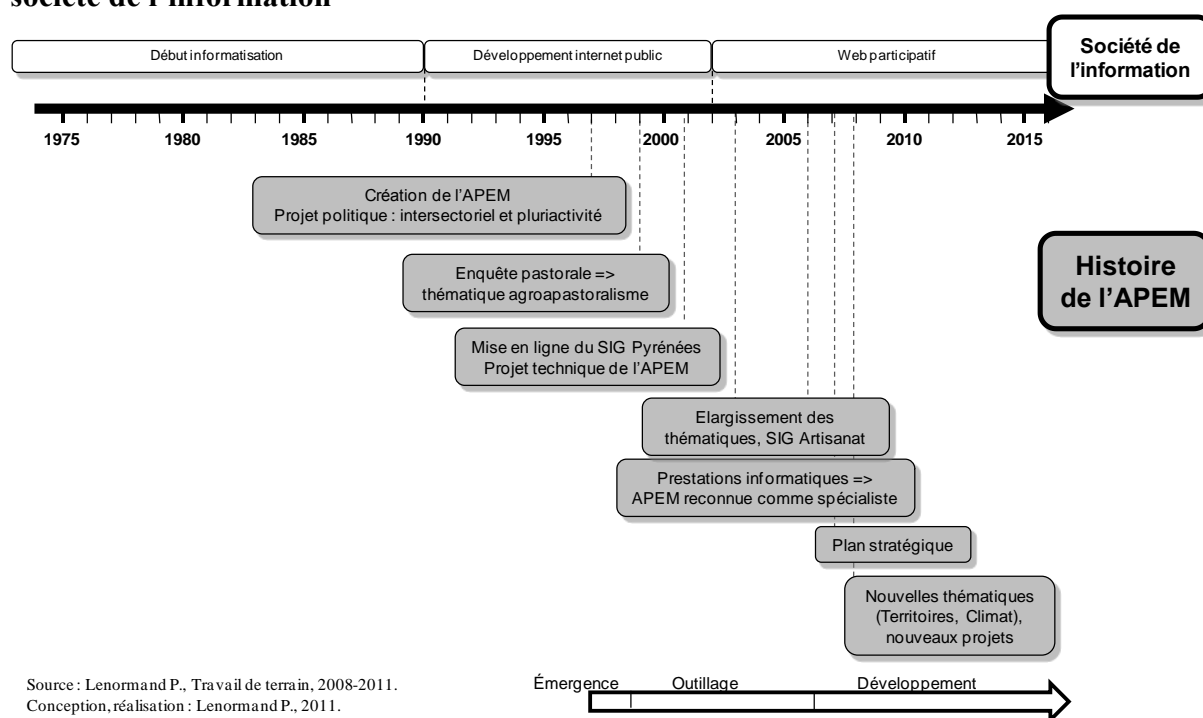 société de l'information
Début informatisation
Développement internet public
Web participatif
Société de
l'information
1975
1980
1985
1990
1995
2000
2005
2010
2015
Création de l'APEM
Projet politique : intersectoriel et pluriactivité
Histoire
de l'APEM
Enquête pastorale =>
thématique agroapastoralisme
Mise en ligne du SIG Pyrénées
Projet technique de l'APEM
Elargissement des
thématiques, SIG Artisanat
Prestations informatiques =>
APEM reconnue comme spécialiste
Plan stratégique
Nouvelles thématiques
(Territoires, Climat),
nouveaux projets
Émergence
Outillage
Développement
Source : Lenormand P., Travail de terrain, 2008-2011.
Conception, réalisation : Lenormand P., 2011.